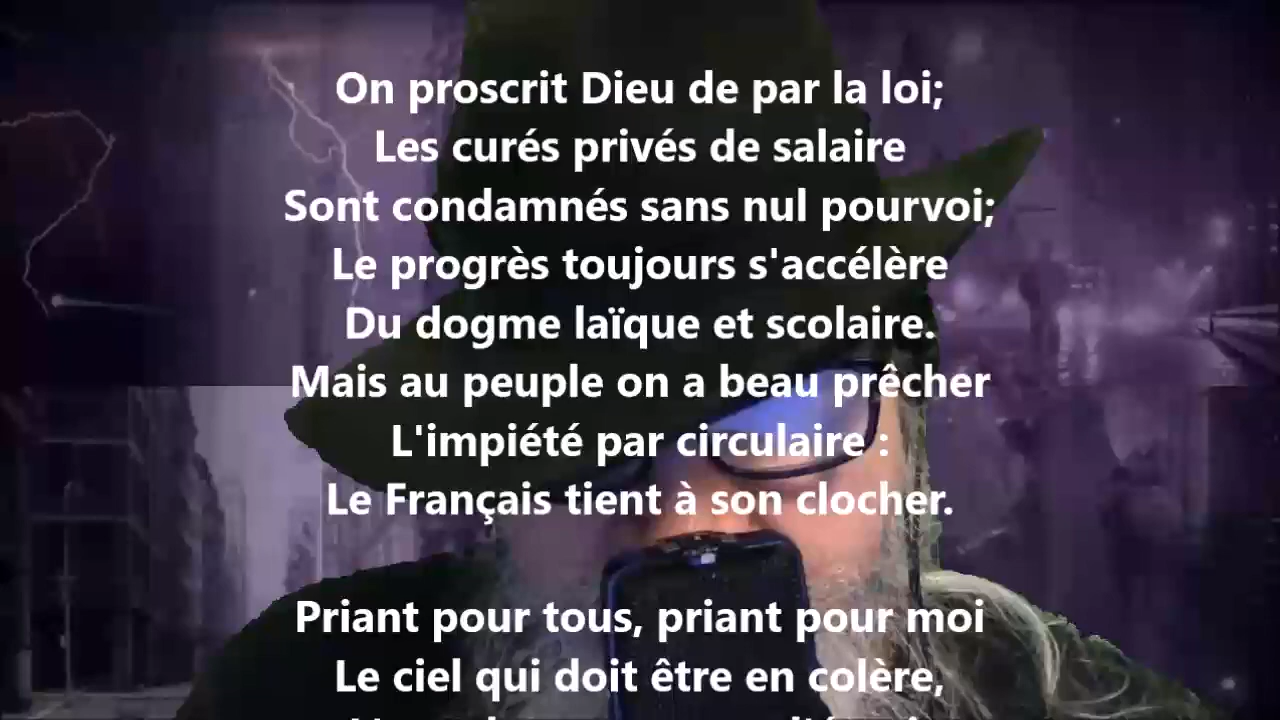 On proscrit Dieu de par la loi;
Les curés privés de salaire
Sont condamnés sans nul pourvoi;
Le progrès toujours s'accélère
Du dogme laïque et scolaire.
Mais au peuple on a beau prêcher
L'impiété par circulaire :
Le Français tient à son clocher.
Priant pour tous, priant pour moi
Le ciel qui doit être en colère,